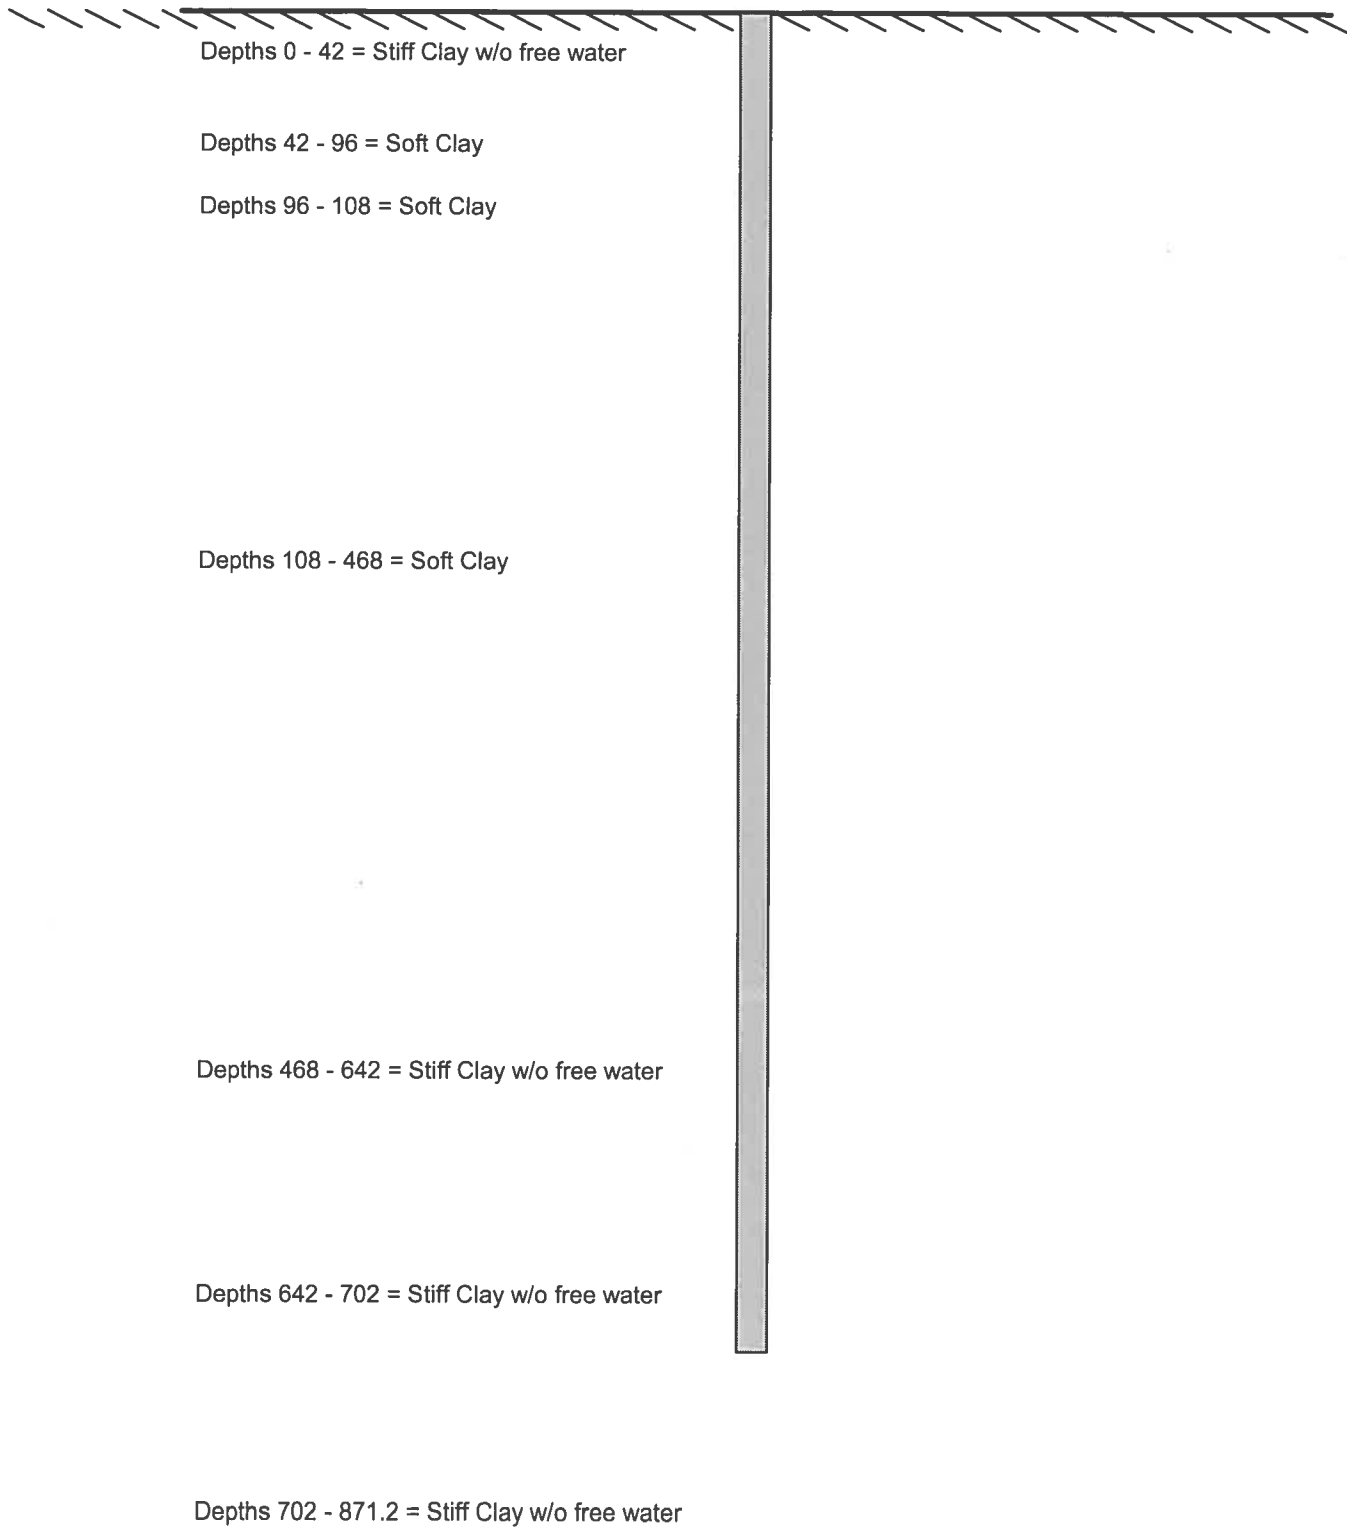 Depths 0 - 42 = Stiff Clay w/o free water
Depths 42 - 96 = Soft Clay
Depths 96 - 108 = Soft Clay
Depths 108 - 468 = Soft Clay
Depths 468 - 642 = Stiff Clay w/o free water
Depths 642 - 702 = Stiff Clay w/o free water
Depths 702 - 871.2 = Stiff Clay w/o free water